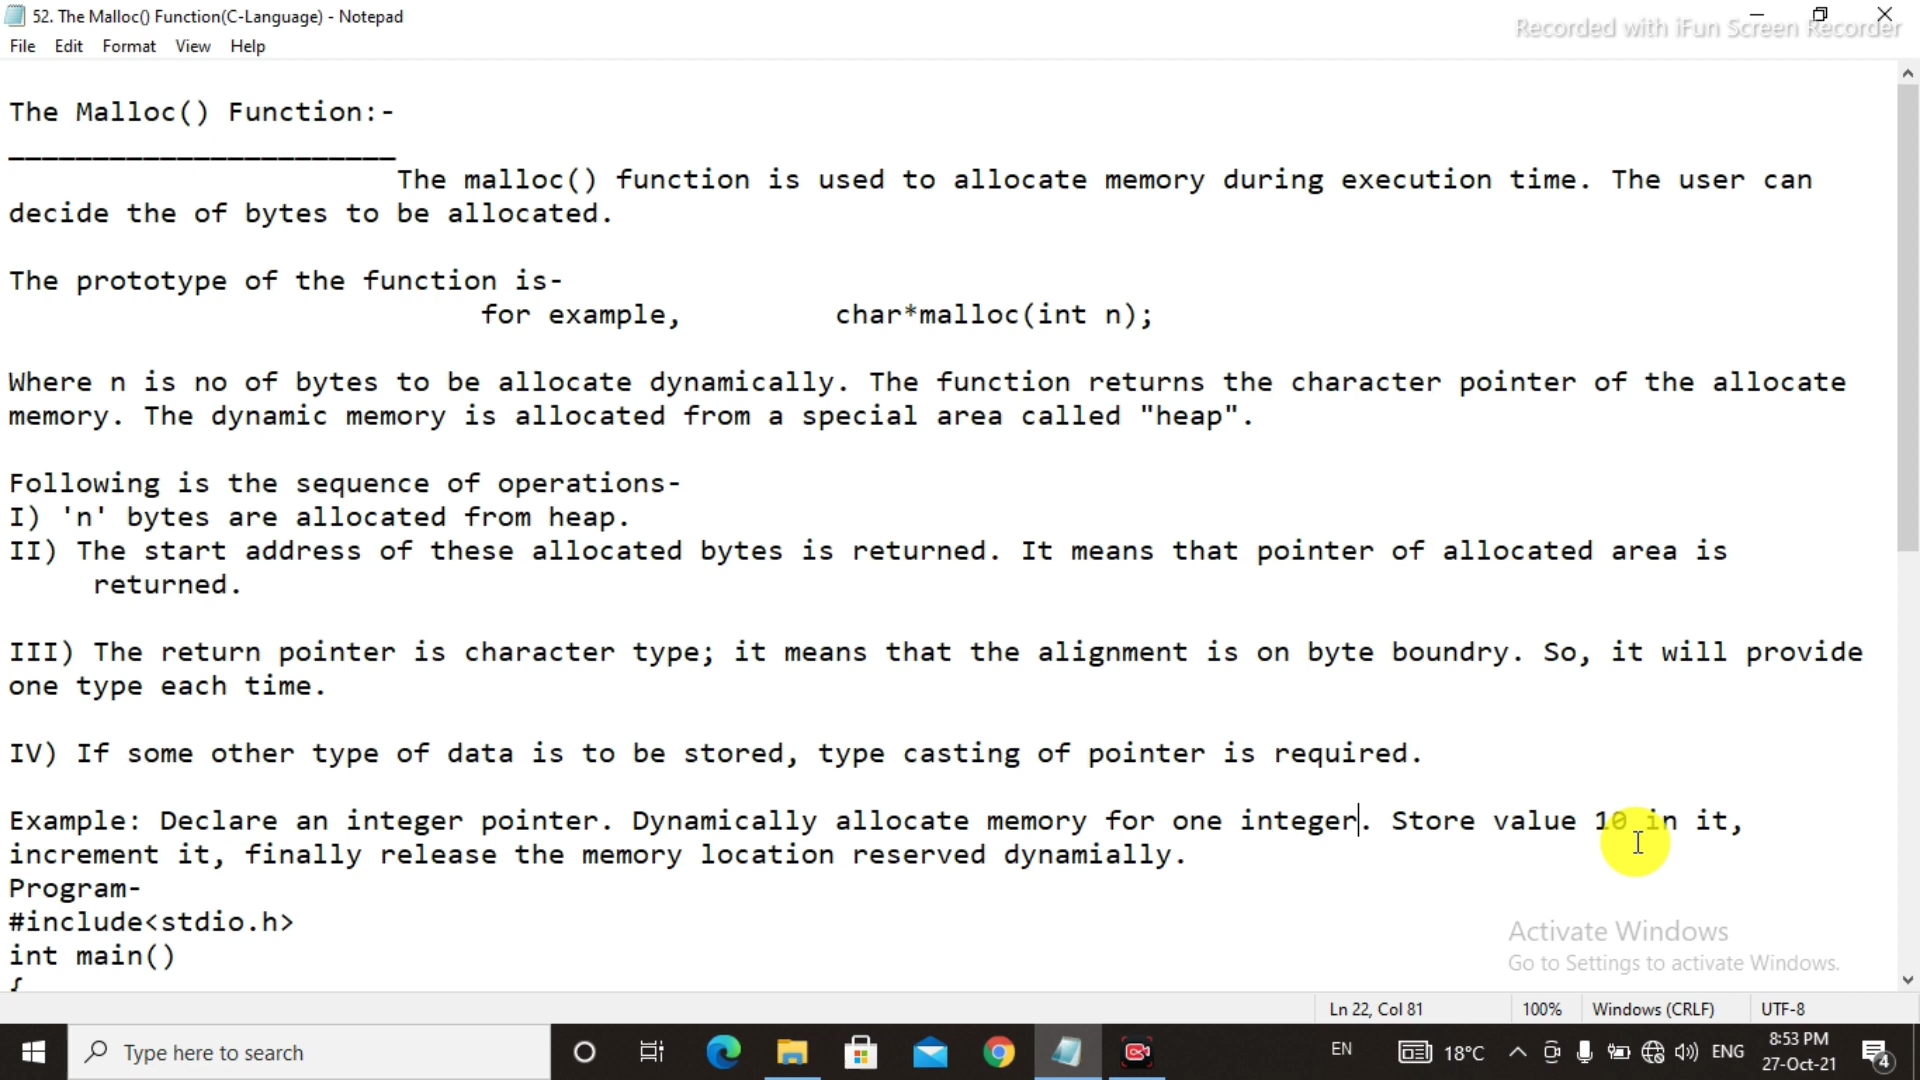 52. The Malloc() Function(C-Language) - Notepad
Recorded with iFun Screen Recorder
File Edit Format View Help
The Malloc() Function:-
_______________________
The malloc() function is used to allocate memory during execution time. The user can
decide the of bytes to be allocated.
The prototype of the function is-
for example, char*malloc(int n);
Where n is no of bytes to be allocate dynamically. The function returns the character pointer of the allocate
memory. The dynamic memory is allocated from a special area called "heap".
Following is the sequence of operations-
I) 'n' bytes are allocated from heap.
II) The start address of these allocated bytes is returned. It means that pointer of allocated area is
returned.
III) The return pointer is character type; it means that the alignment is on byte boundry. So, it will provide
one type each time.
IV) If some other type of data is to be stored, type casting of pointer is required.
Example: Declare an integer pointer. Dynamically allocate memory for one integer. Store value 10 in it,
increment it, finally release the memory location reserved dynamially.
Program-
#include<stdio.h>
int main()
{
Activate Windows
Go to Settings to activate Windows.
Ln 22, Col 81 100% Windows (CRLF) UTF-8
Type here to search
EN 18°C ENG
8:53 PM
27-Oct-21
4